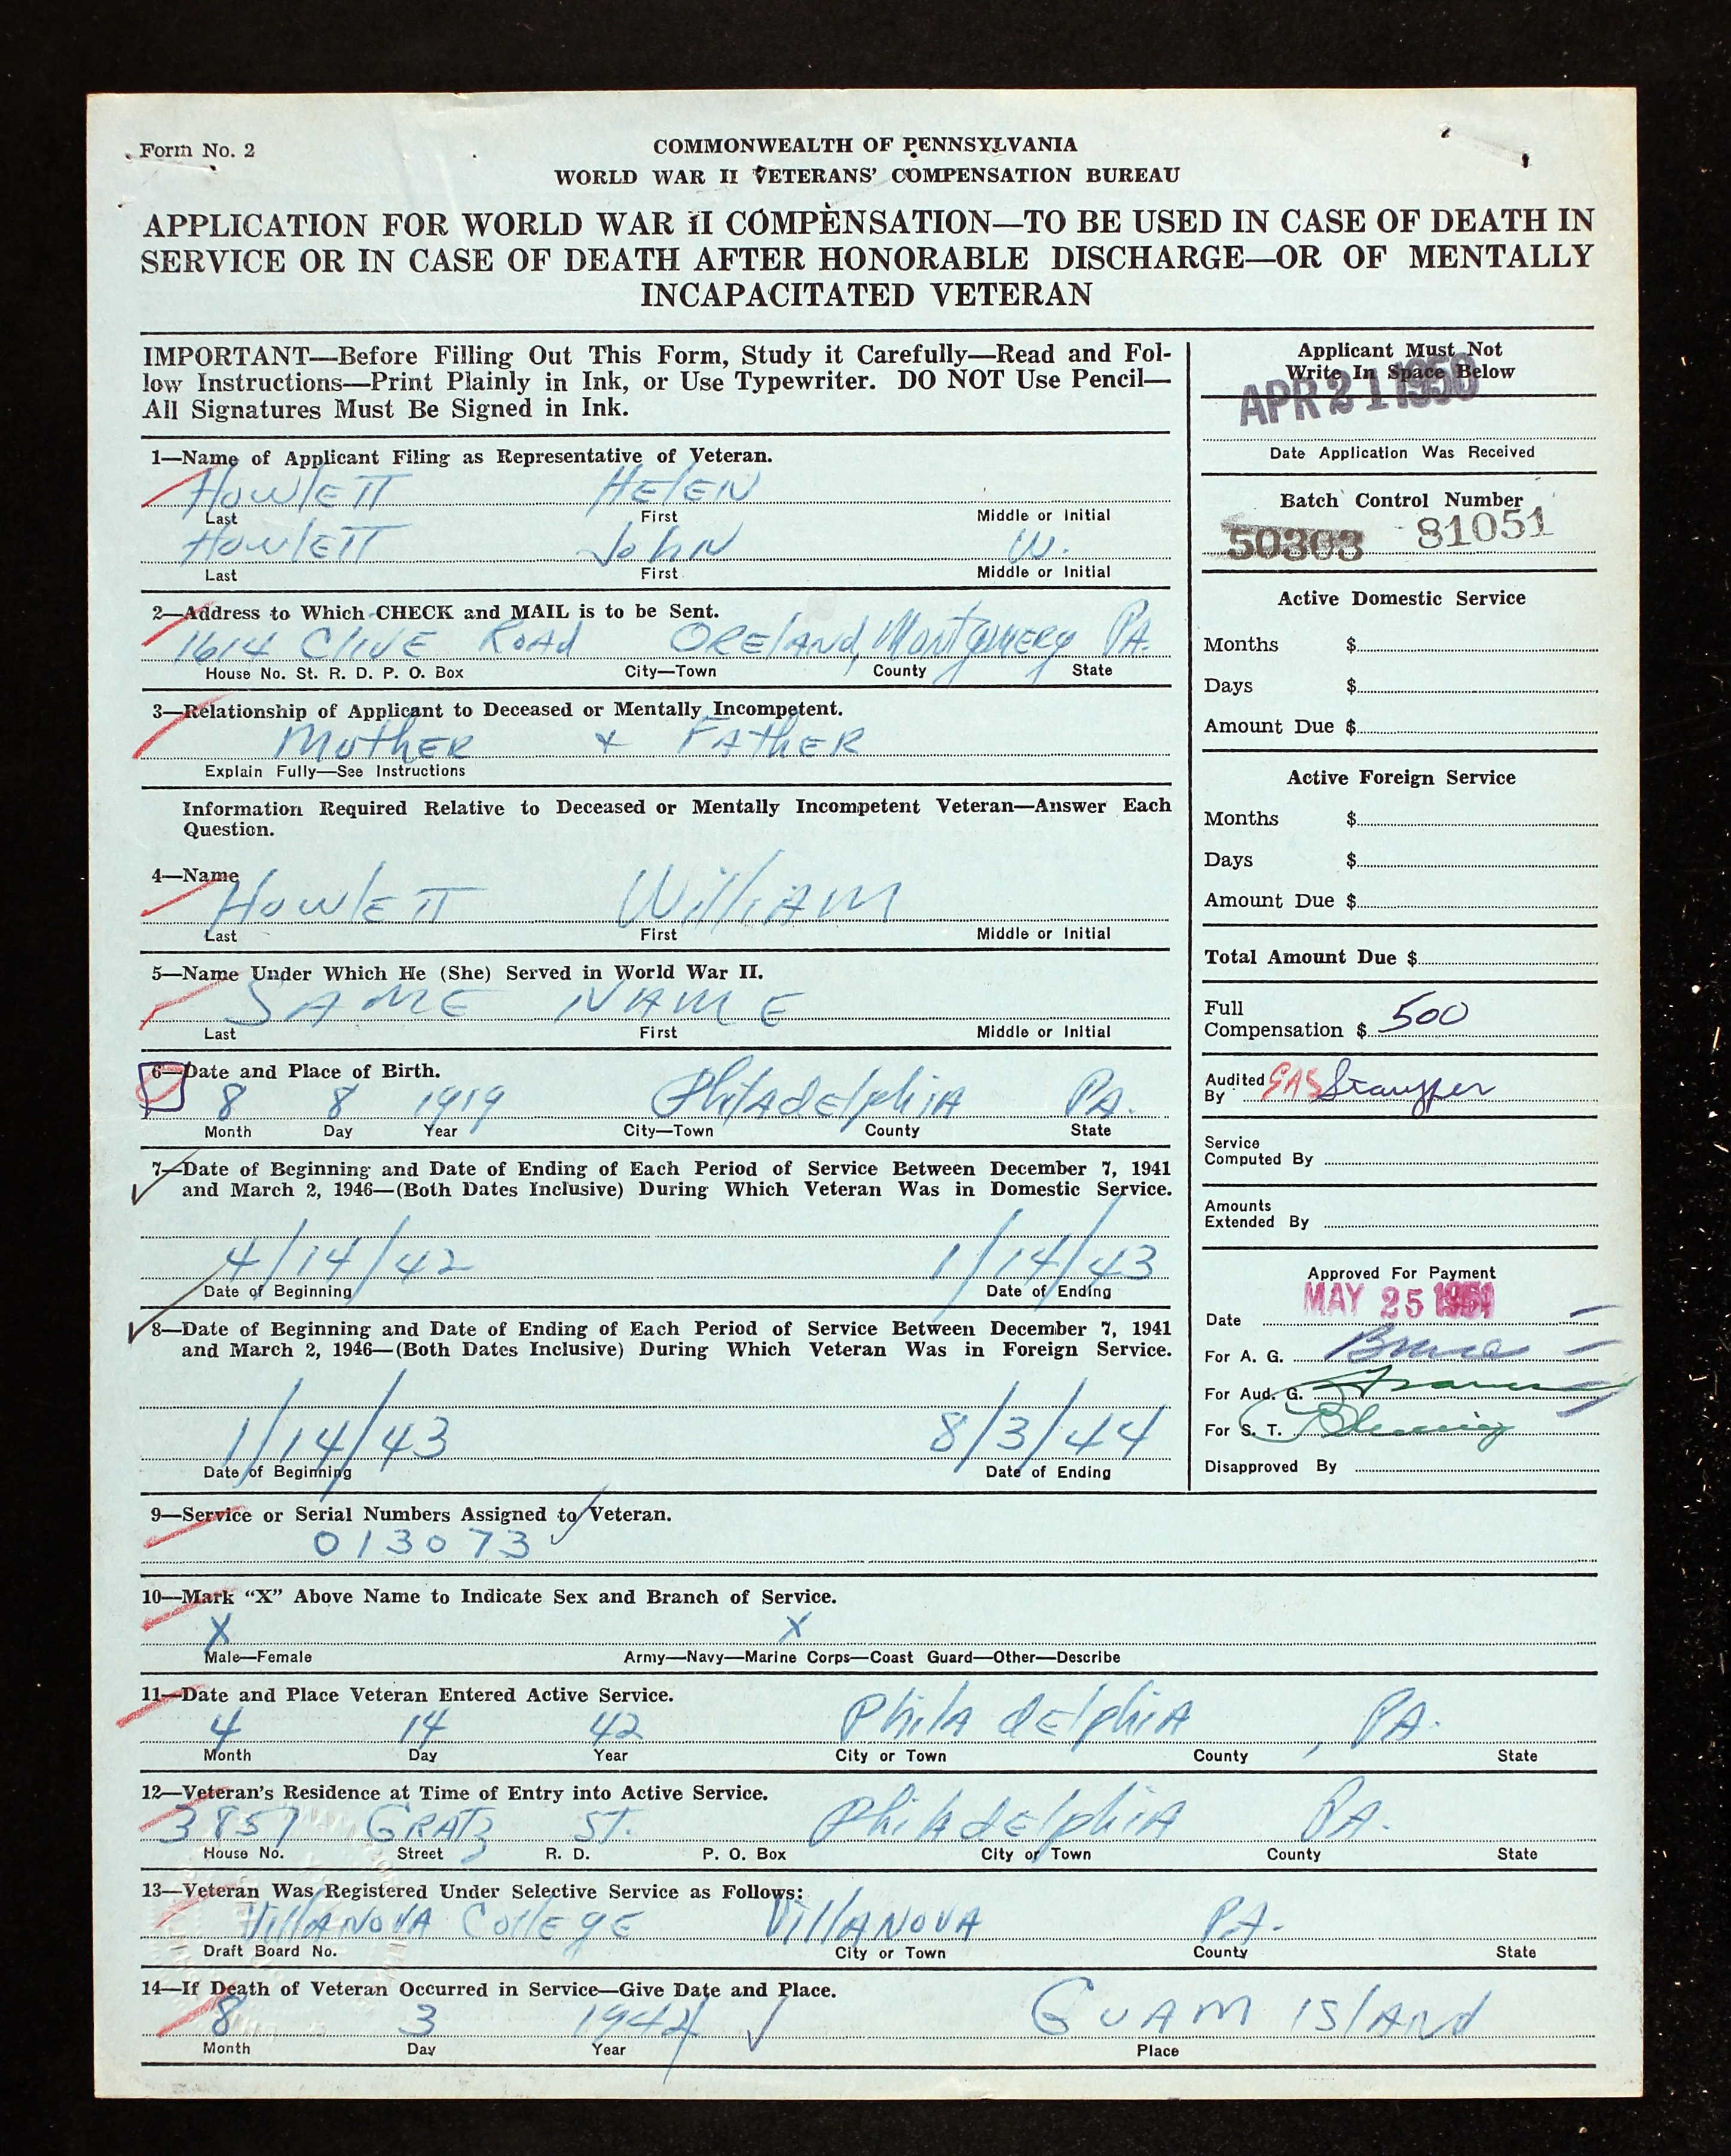 Form No. 2
COMMONWEALTH OF PENNSYLVANIA
WORLD WAR II VETERANS' COMPENSATION BUREAU
APPLICATION FOR WORLD WAR II COMPENSATION—TO BE USED IN CASE OF DEATH IN
SERVICE OR IN CASE OF DEATH AFTER HONORABLE DISCHARGE—OR OF MENTALLY
INCAPACITATED VETERAN
IMPORTANT—Before Filling Out This Form, Study it Carefully—Read and Fol-
low Instructions—Print Plainly in Ink, or Use Typewriter. DO NOT Use Pencil—
All Signatures Must Be Signed in Ink.
1—Name of Applicant Filing as Representative of Veteran.
HowlETT HElEN
Last First Middle or Initial
HowlETT JohN W.
Last First Middle or Initial
2—Address to Which CHECK and MAIL is to be Sent.
1614 CliVE ROAd ORElANd, MontgomERy PA.
House No. St. R. D. P. O. Box City—Town County State
3—Relationship of Applicant to Deceased or Mentally Incompetent.
MothER + FAthER
Explain Fully—See Instructions
Information Required Relative to Deceased or Mentally Incompetent Veteran—Answer Each
Question.
4—Name
HowlETT WilliAM
Last First Middle or Initial
5—Name Under Which He (She) Served in World War II.
SAME NAME
Last First Middle or Initial
6—Date and Place of Birth.
8 8 1919 PhilAdElphiA PA.
Month Day Year City—Town County State
7—Date of Beginning and Date of Ending of Each Period of Service Between December 7, 1941
and March 2, 1946—(Both Dates Inclusive) During Which Veteran Was in Domestic Service.
4/14/42 1/14/43
Date of Beginning Date of Ending
8—Date of Beginning and Date of Ending of Each Period of Service Between December 7, 1941
and March 2, 1946—(Both Dates Inclusive) During Which Veteran Was in Foreign Service.
1/14/43 8/3/44
Date of Beginning Date of Ending
Applicant Must Not
Write In Space Below
APR 21 1950
Date Application Was Received
Batch Control Number
50303 81051
Active Domestic Service
Months $
Days $
Amount Due $
Active Foreign Service
Months $
Days $
Amount Due $
Total Amount Due $
Full
Compensation $ 500
Audited
By GAS Stauffer
Service
Computed By
Amounts
Extended By
Approved For Payment
Date MAY 25 1951
For A. G.
For Aud. G.
For S. T.
Disapproved By
9—Service or Serial Numbers Assigned to Veteran.
013073
10—Mark "X" Above Name to Indicate Sex and Branch of Service.
X X
Male—Female Army—Navy—Marine Corps—Coast Guard—Other—Describe
11—Date and Place Veteran Entered Active Service.
4 14 42 PhilAdElphiA, PA.
Month Day Year City or Town County State
12—Veteran's Residence at Time of Entry into Active Service.
3857 GRATz ST. PhilAdElphiA PA.
House No. Street R. D. P. O. Box City or Town County State
13—Veteran Was Registered Under Selective Service as Follows:
VillANOVA CollEgE VillANOVA PA.
Draft Board No. City or Town County State
14—If Death of Veteran Occurred in Service—Give Date and Place.
8 3 1944 GUAM ISlANd
Month Day Year Place